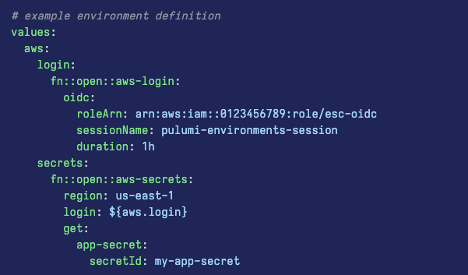 # example environment definition
values:
  aws:
    login:
      fn::open::aws-login:
        oidc:
          roleArn: arn:aws:iam::0123456789:role/esc-oidc
          sessionName: pulumi-environments-session
          duration: 1h
    secrets:
      fn::open::aws-secrets:
        region: us-east-1
        login: ${aws.login}
        get:
          app-secret:
            secretId: my-app-secret